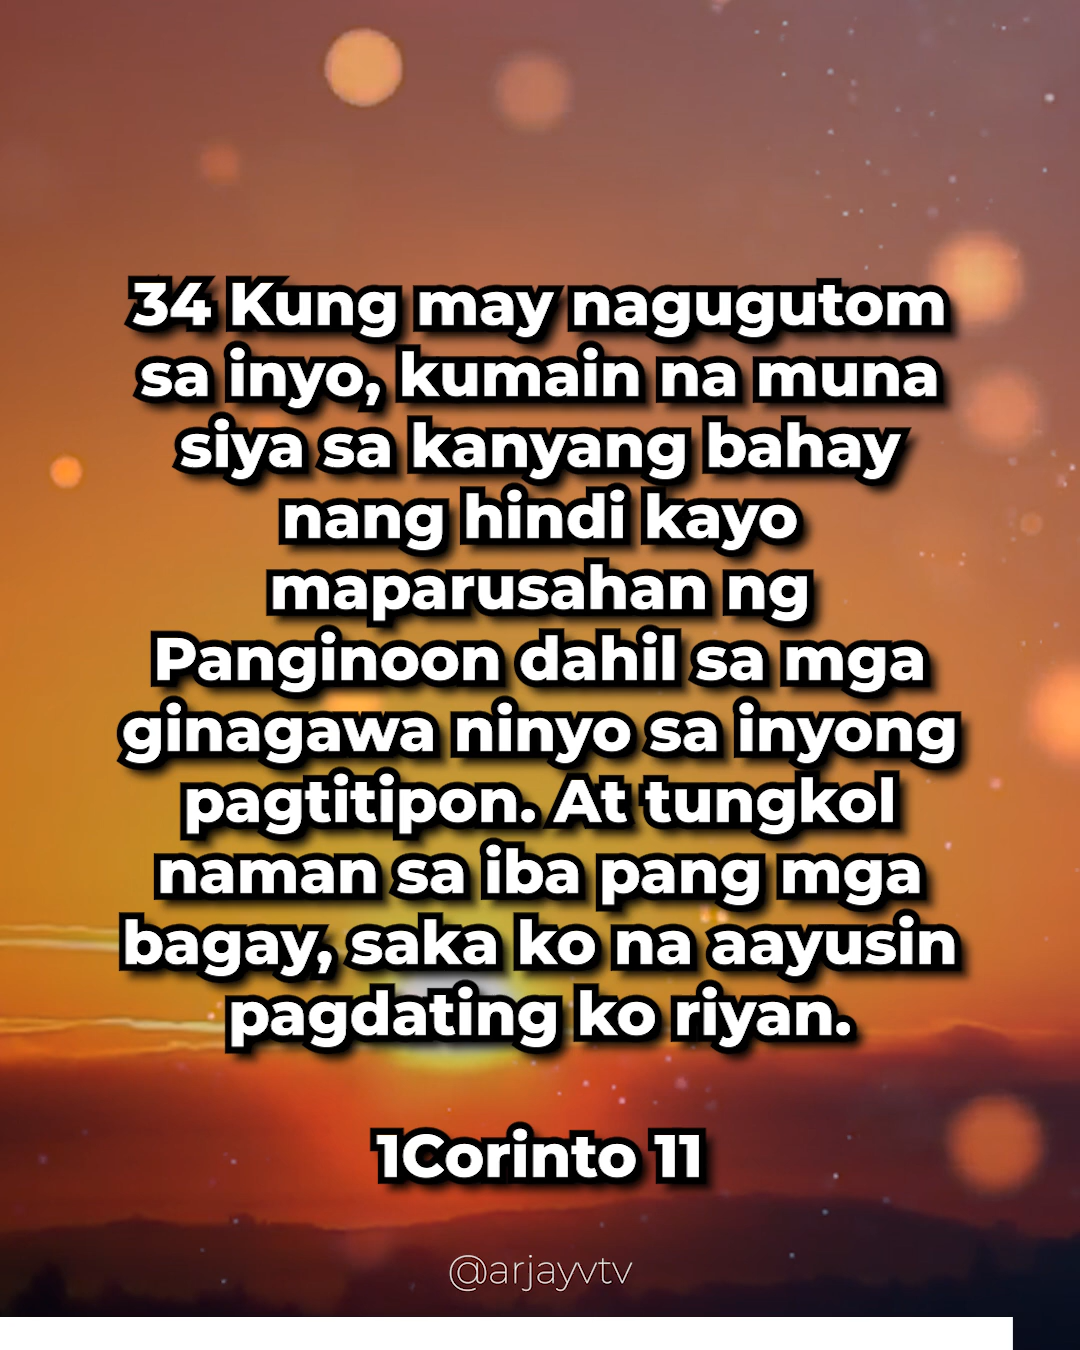 34 Kung may nagugutom
sa inyo, kumain na muna
siya sa kanyang bahay
nang hindi kayo
maparusahan ng
Panginoon dahil sa mga
ginagawa ninyo sa inyong
pagtitipon. At tungkol
naman sa iba pang mga
bagay, saka ko na aayusin
pagdating ko riyan.
1Corinto 11
@arjayvtv